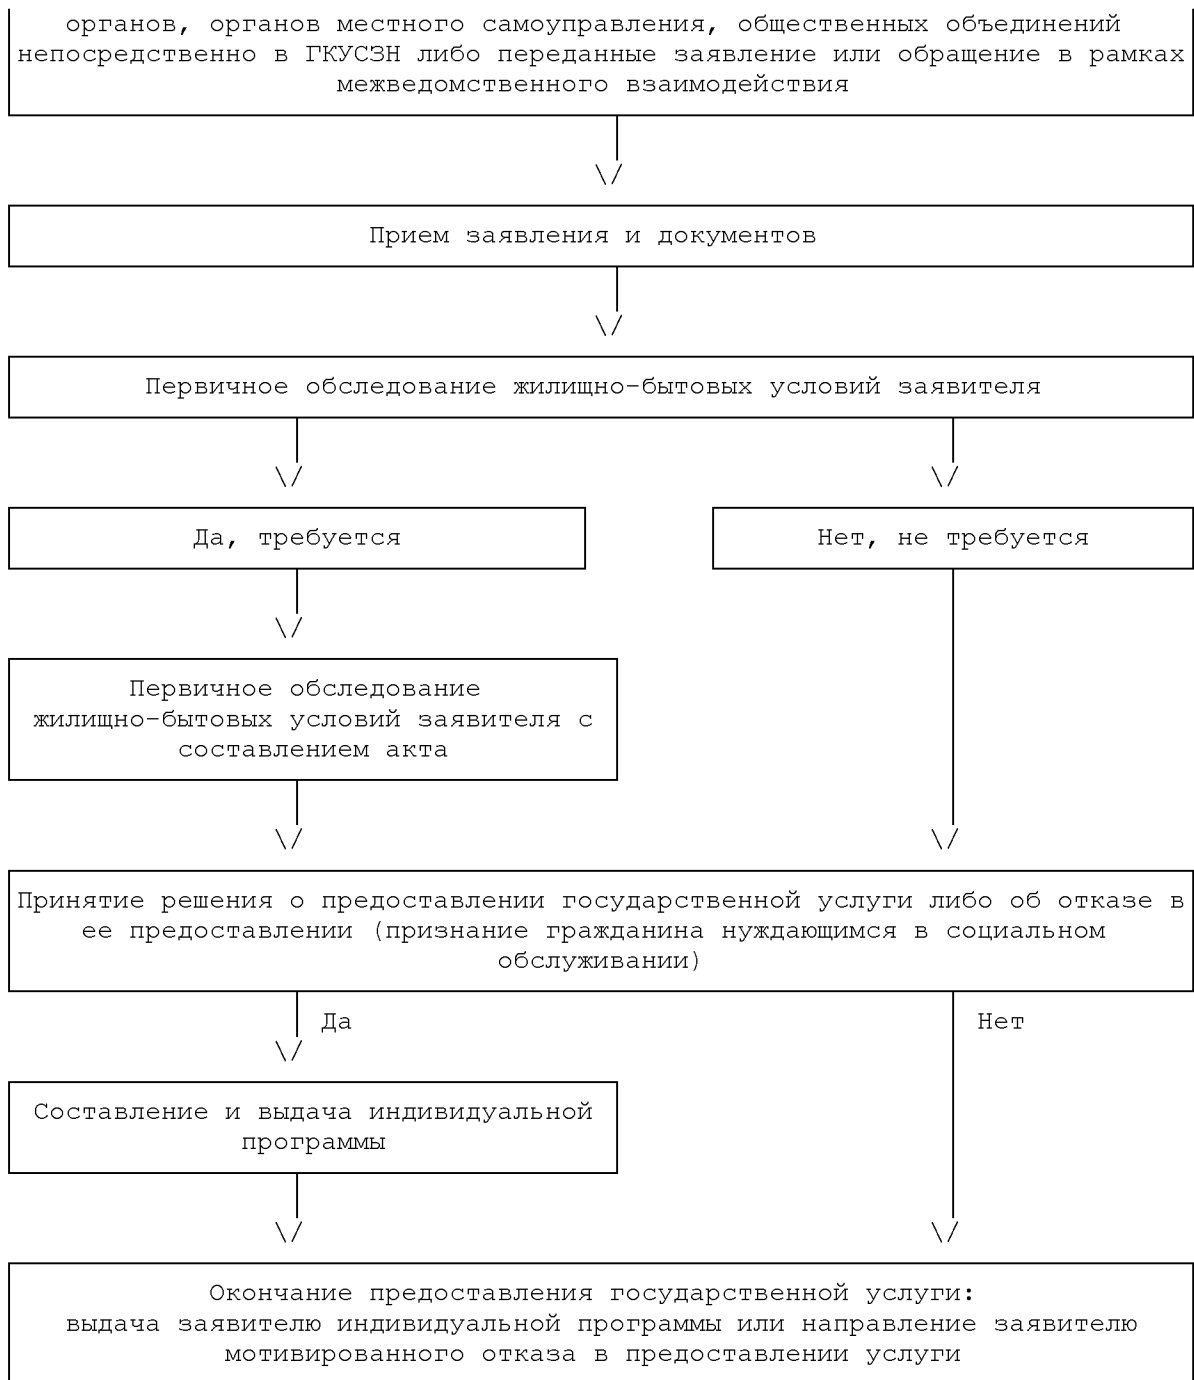 органов, органов местного самоуправления, общественных объединений
непосредственно в ГКУСЗН либо переданные заявление или обращение в рамках
межведомственного взаимодействия
Прием заявления и документов
Первичное обследование жилищно-бытовых условий заявителя
Да, требуется
Нет, не требуется
Первичное обследование
жилищно-бытовых условий заявителя с
составлением акта
Принятие решения о предоставлении государственной услуги либо об отказе в
ее предоставлении (признание гражданина нуждающимся в социальном
обслуживании)
Да
Нет
Составление и выдача индивидуальной
программы
Окончание предоставления государственной услуги:
выдача заявителю индивидуальной программы или направление заявителю
мотивированного отказа в предоставлении услуги